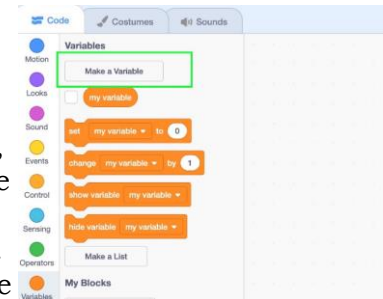 Code Costumes Sounds
Variables
Motion
Make a Variable
Looks
my variable
Sound
set my variable to 0
,
Events
change my variable by 1
e
Control
show variable my variable
Sensing
hide variable my variable
.
Operators
Make a List
My Blocks
e
Variables